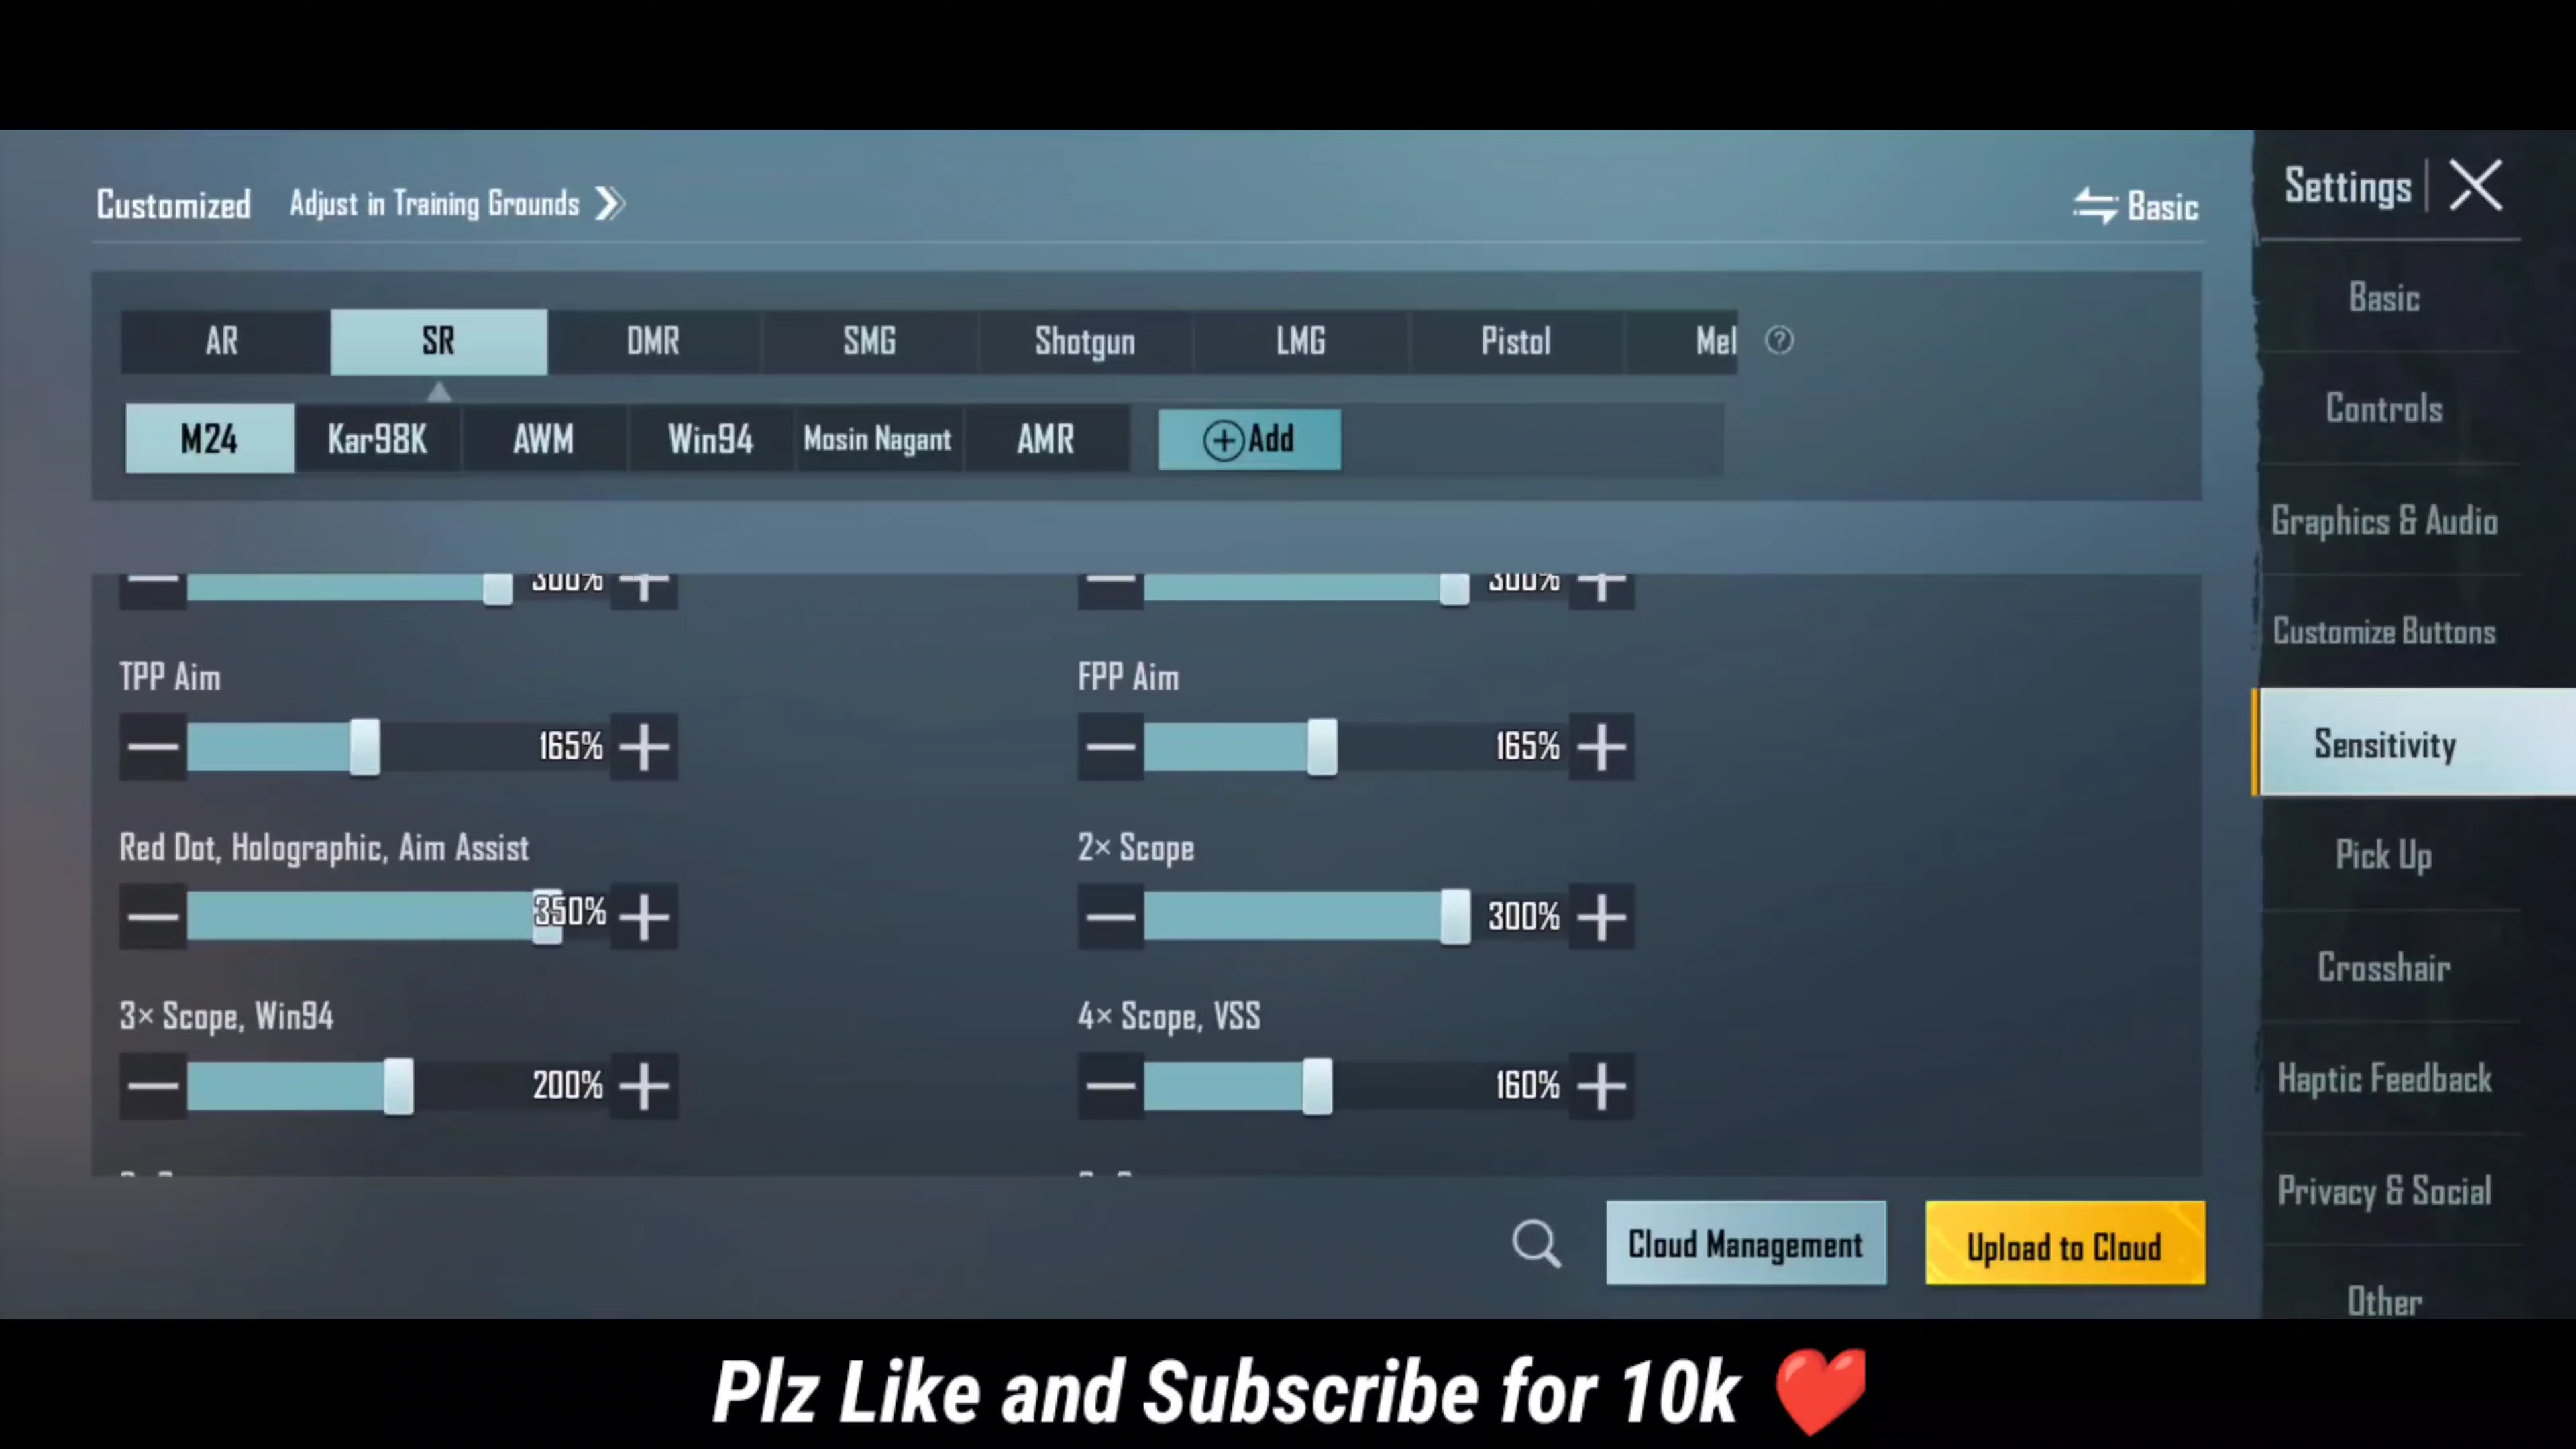 Customized Adjust in Training Grounds Basic
Settings
AR SR DMR SMG Shotgun LMG Pistol Mel
M24 Kar98K AWM Win94 Mosin Nagant AMR Add
300% 300%
TPP Aim FPP Aim
165% 165%
Red Dot, Holographic, Aim Assist 2× Scope
350% 300%
3× Scope, Win94 4× Scope, VSS
200% 160%
Cloud Management Upload to Cloud
Basic
Controls
Graphics & Audio
Customize Buttons
Sensitivity
Pick Up
Crosshair
Haptic Feedback
Privacy & Social
Other
Plz Like and Subscribe for 10k ❤️